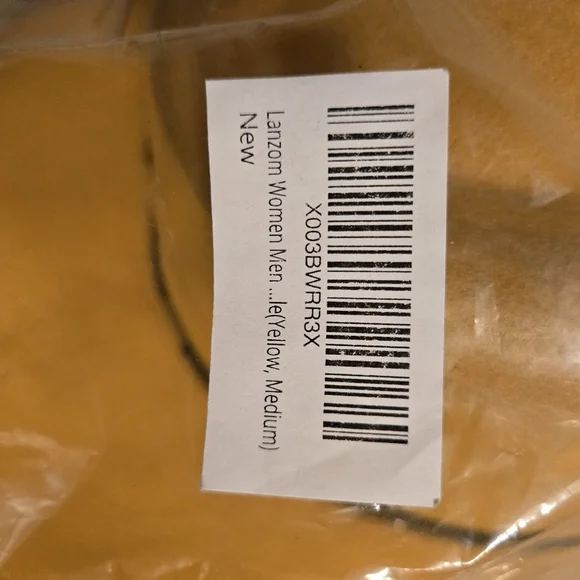 X003BWRR3X
Lanzom Women Men ...le(Yellow, Medium)
New